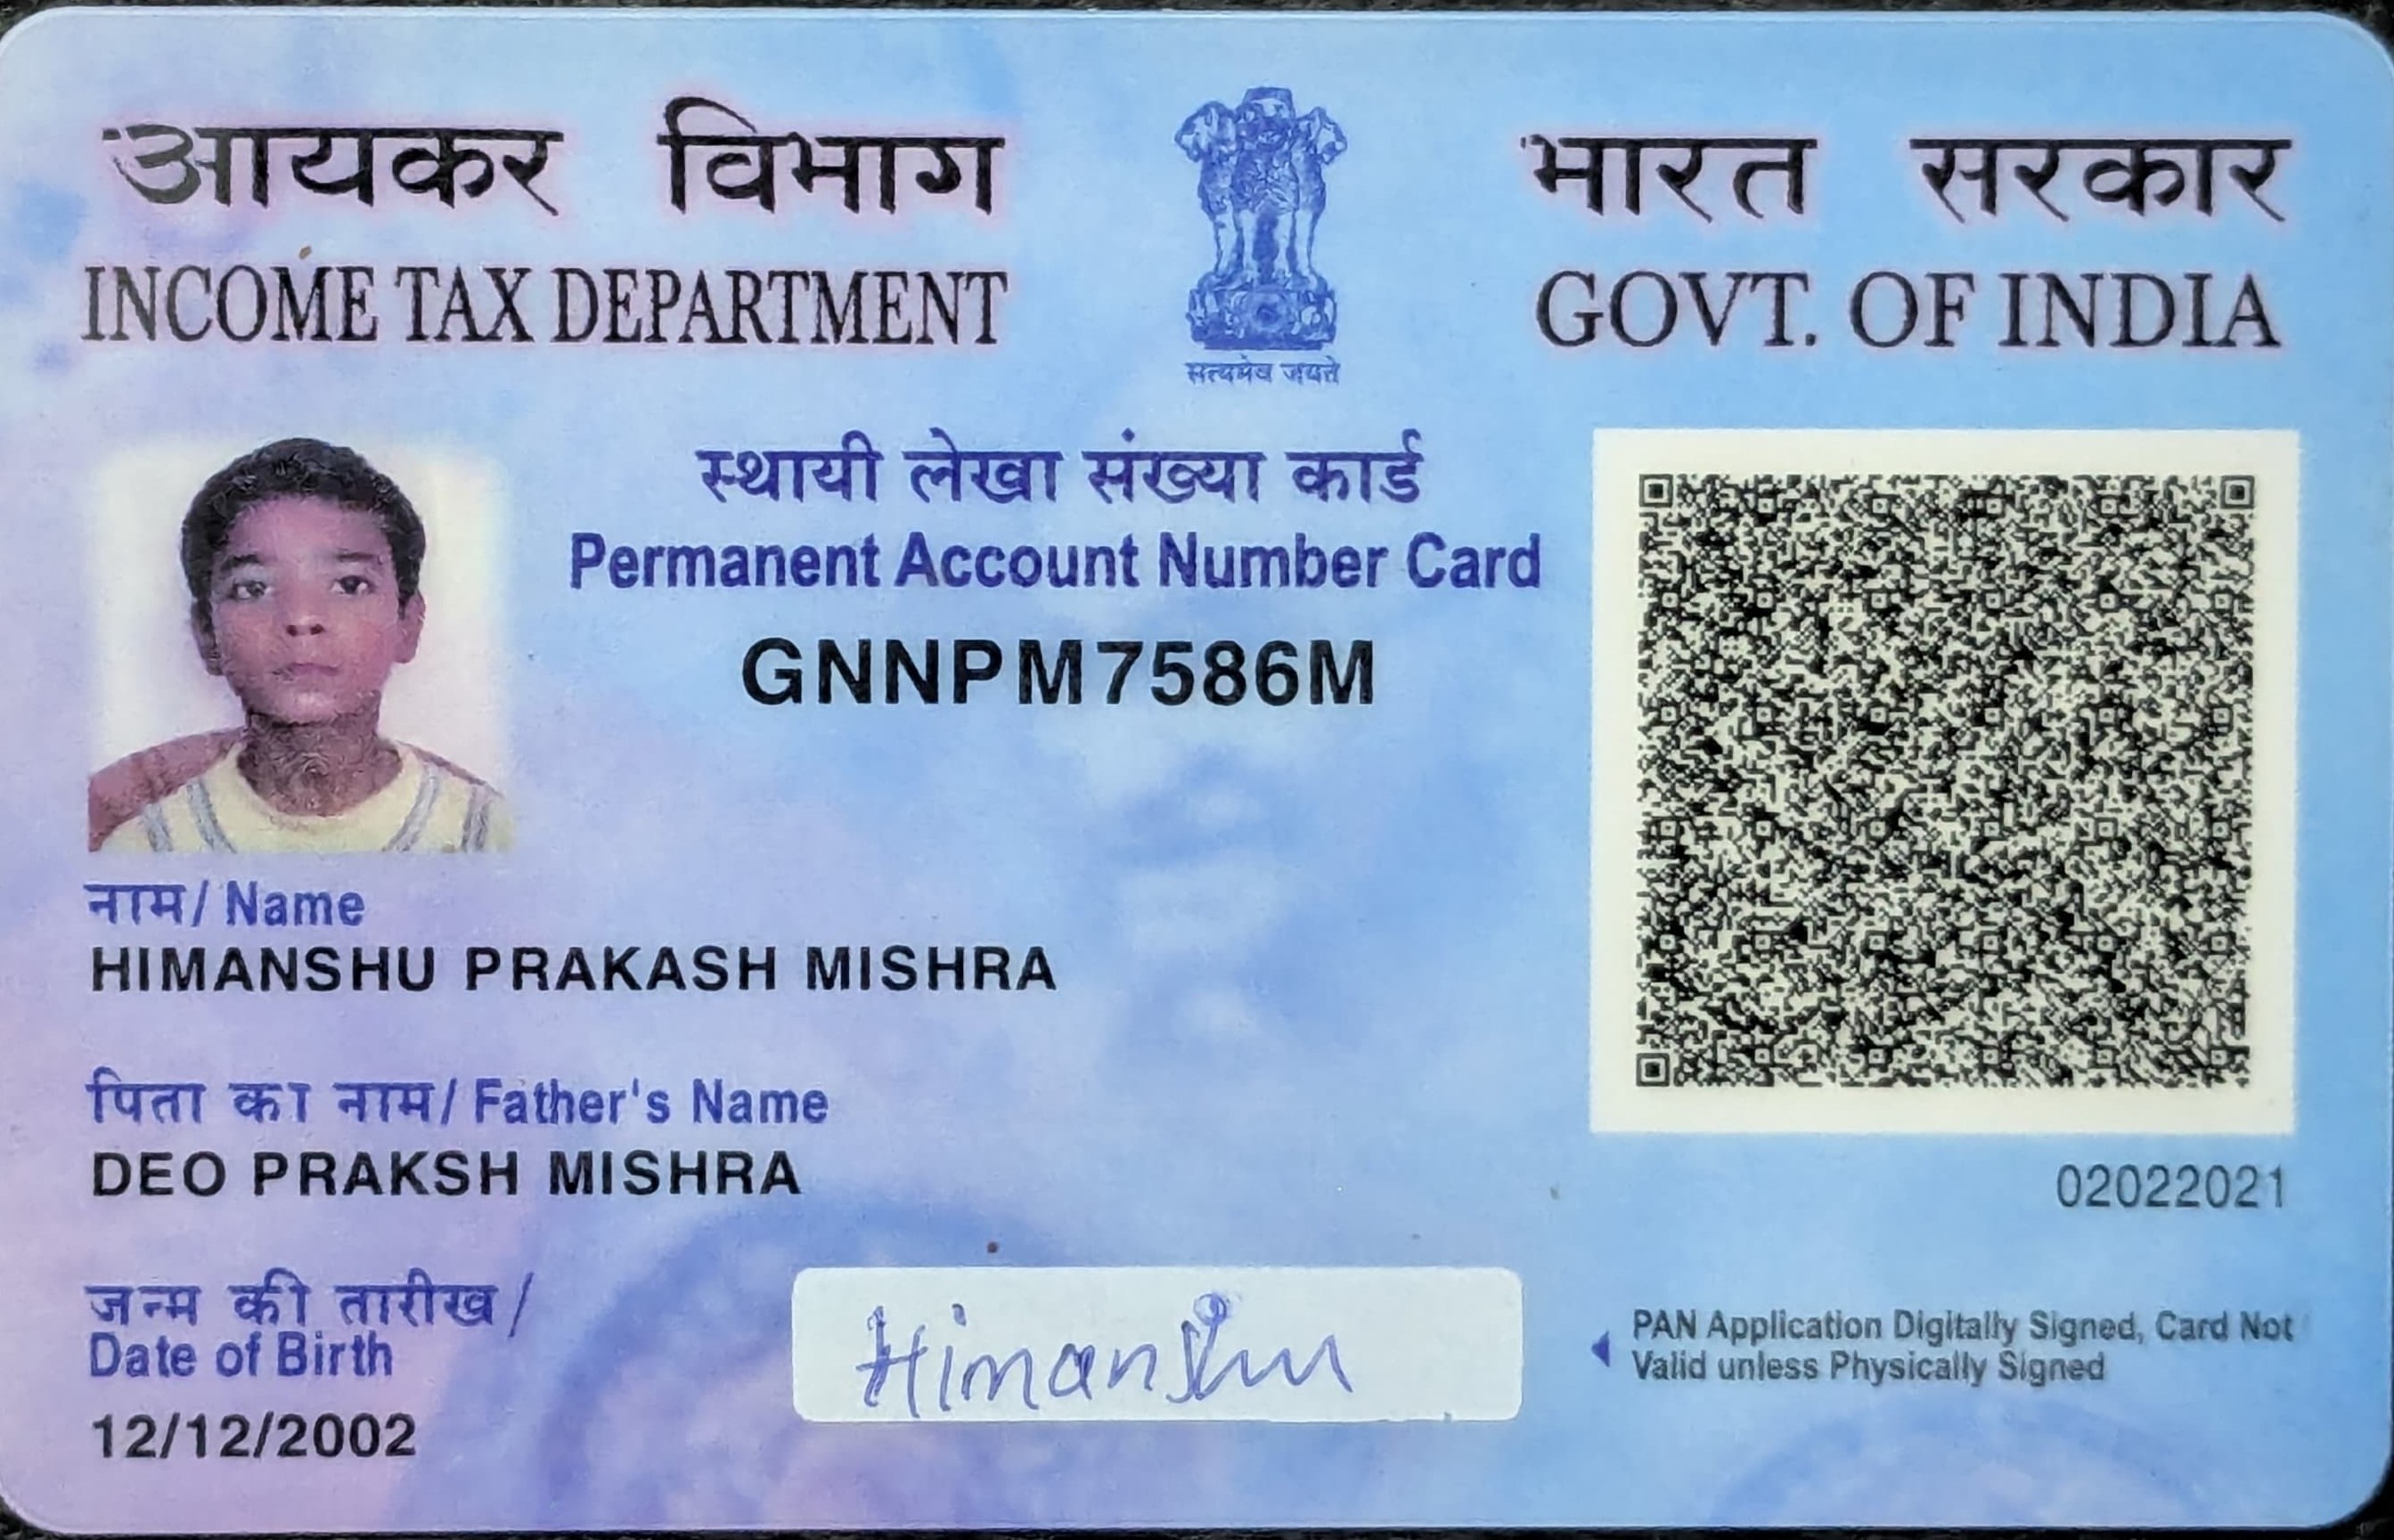 आयकर विभाग
INCOME TAX DEPARTMENT
सत्यमेव जयते
भारत सरकार
GOVT. OF INDIA
स्थायी लेखा संख्या कार्ड
Permanent Account Number Card
GNNPM7586M
नाम/ Name
HIMANSHU PRAKASH MISHRA
पिता का नाम/ Father's Name
DEO PRAKSH MISHRA
जन्म की तारीख/
Date of Birth
12/12/2002
Himanshu
02022021
PAN Application Digitally Signed, Card Not
Valid unless Physically Signed